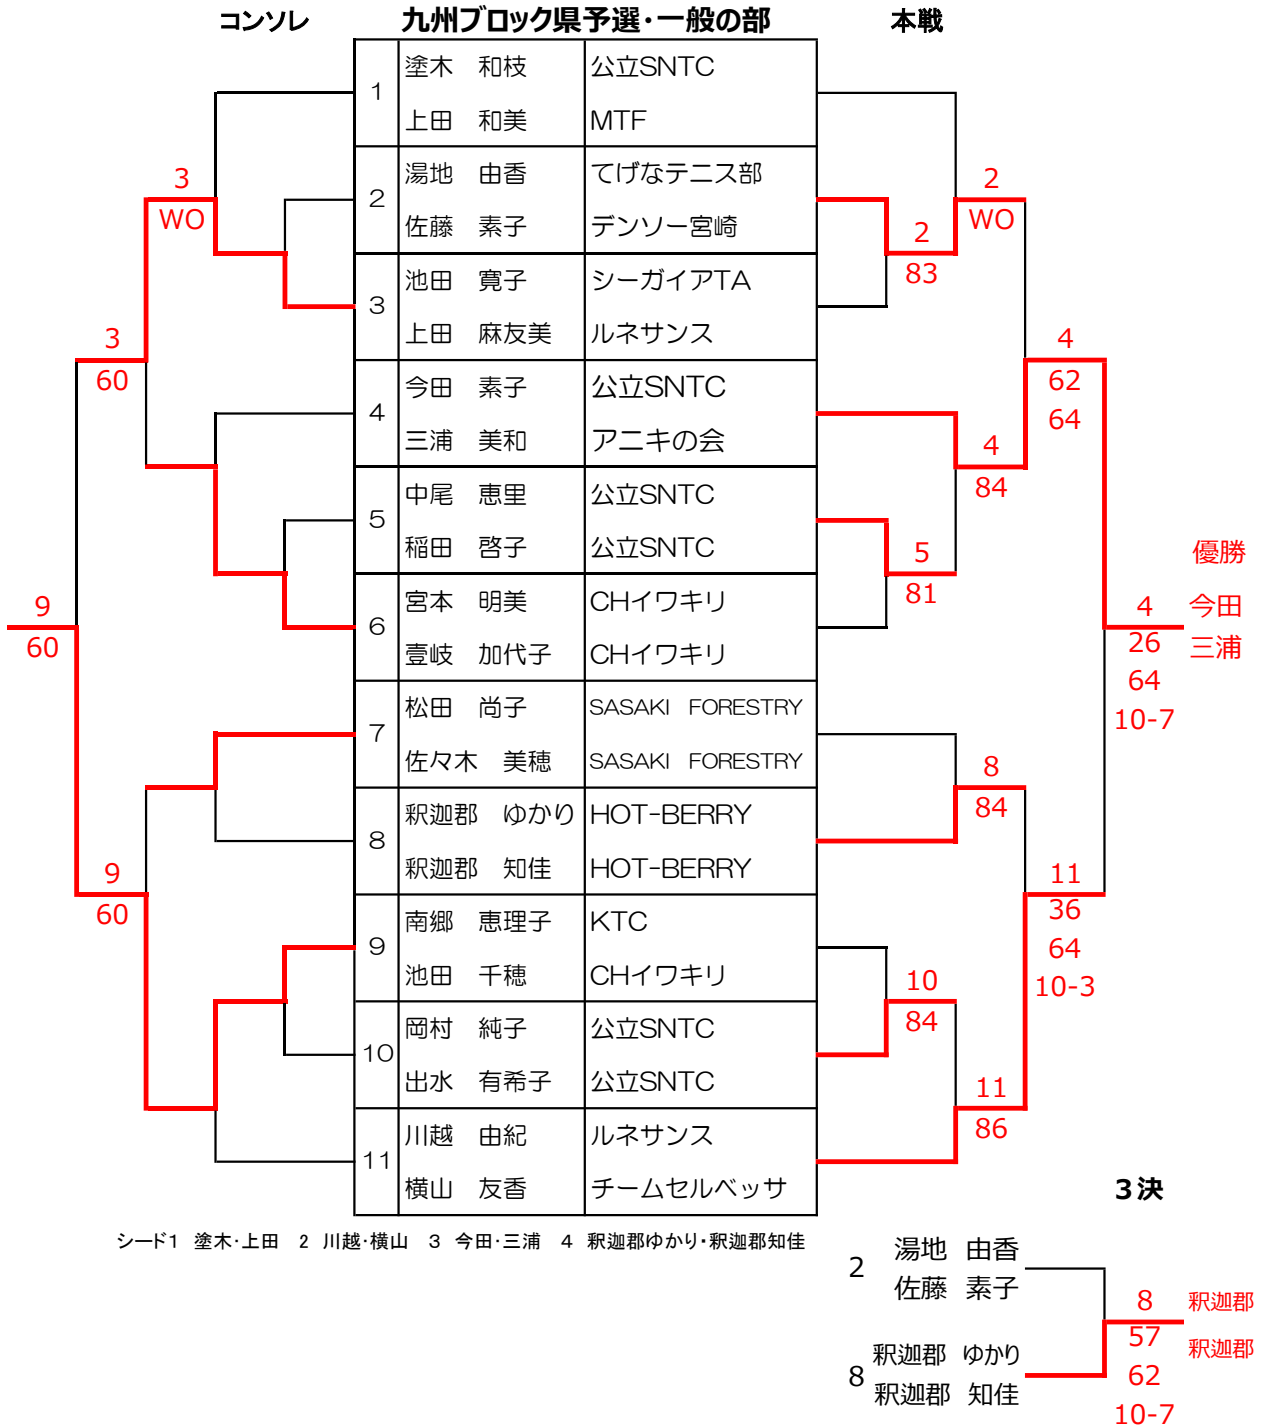 コンソレ 九州ブロック県予選・一般の部 本戦
1 塗木 和枝 公立SNTC
上田 和美 MTF
2 湯地 由香 てげなテニス部
佐藤 素子 デンソー宮崎
3 池田 寛子 シーガイアTA
上田 麻友美 ルネサンス
4 今田 素子 公立SNTC
三浦 美和 アニキの会
5 中尾 恵里 公立SNTC
稲田 啓子 公立SNTC
6 宮本 明美 CHイワキリ
壹岐 加代子 CHイワキリ
7 松田 尚子 SASAKI FORESTRY
佐々木 美穂 SASAKI FORESTRY
8 釈迦郡 ゆかり HOT-BERRY
釈迦郡 知佳 HOT-BERRY
9 南郷 恵理子 KTC
池田 千穂 CHイワキリ
10 岡村 純子 公立SNTC
出水 有希子 公立SNTC
11 川越 由紀 ルネサンス
横山 友香 チームセルベッサ
3
WO
3
60
9
60
9
60
2
83
2
WO
4
62
64
4
84
5
81
優勝
今田
三浦
4
26
64
10-7
8
84
11
36
64
10-3
10
84
11
86
シード1 塗木・上田 2 川越・横山 3 今田・三浦 4 釈迦郡ゆかり・釈迦郡知佳
3決
2 湯地 由香
佐藤 素子
8 釈迦郡 ゆかり
釈迦郡 知佳
8
57
62
10-7
釈迦郡
釈迦郡